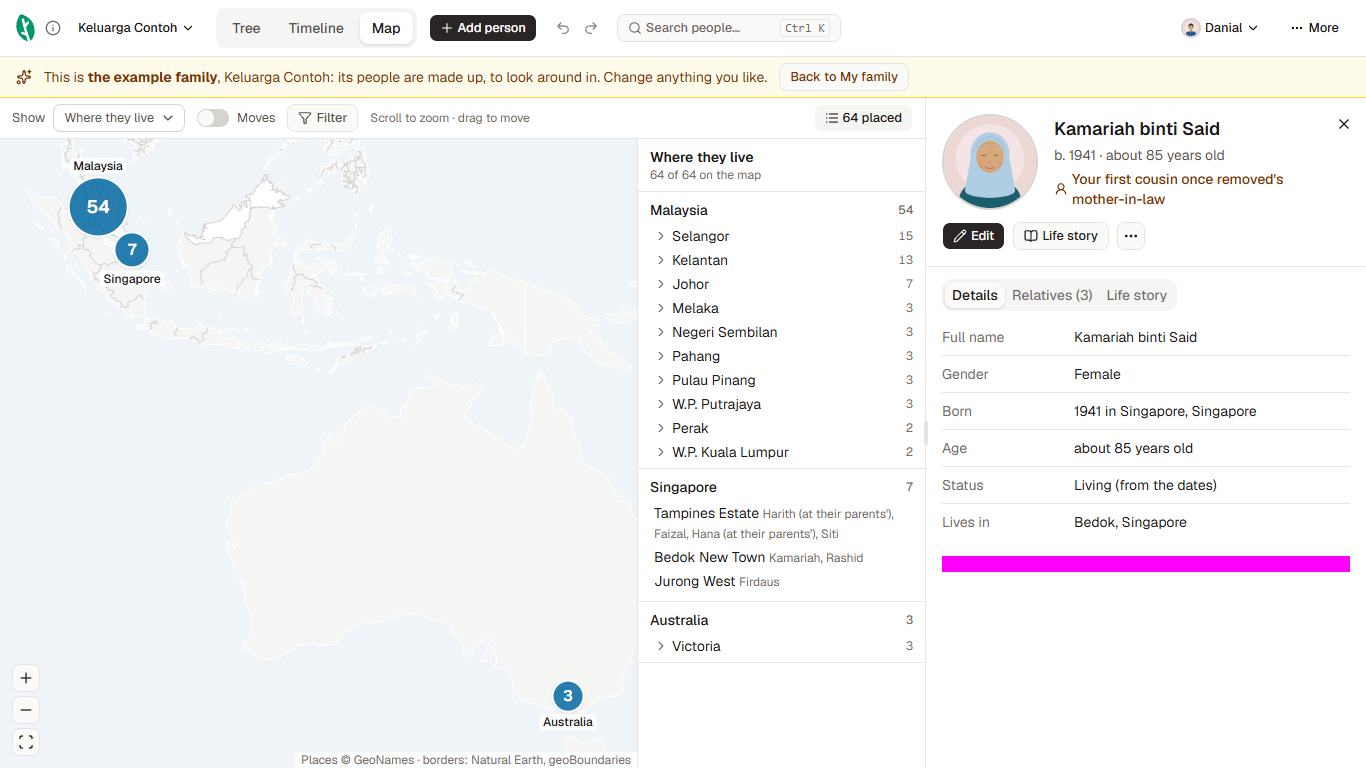 Keluarga Contoh
Tree
Timeline
Map
Add person
Search people...
Ctrl K
Danial
More
This is the example family, Keluarga Contoh: its people are made up, to look around in. Change anything you like.
Back to My family
Show
Where they live
Moves
Filter
Scroll to zoom · drag to move
64 placed
Malaysia
54
7
Singapore
3
Australia
Places © GeoNames · borders: Natural Earth, geoBoundaries
Where they live
64 of 64 on the map
Malaysia 54
Selangor 15
Kelantan 13
Johor 7
Melaka 3
Negeri Sembilan 3
Pahang 3
Pulau Pinang 3
W.P. Putrajaya 3
Perak 2
W.P. Kuala Lumpur 2
Singapore 7
Tampines Estate Harith (at their parents'),
Faizal, Hana (at their parents'), Siti
Bedok New Town Kamariah, Rashid
Jurong West Firdaus
Australia 3
Victoria 3
Kamariah binti Said
b. 1941 · about 85 years old
Your first cousin once removed's
mother-in-law
Edit
Life story
Details
Relatives (3)
Life story
Full name Kamariah binti Said
Gender Female
Born 1941 in Singapore, Singapore
Age about 85 years old
Status Living (from the dates)
Lives in Bedok, Singapore